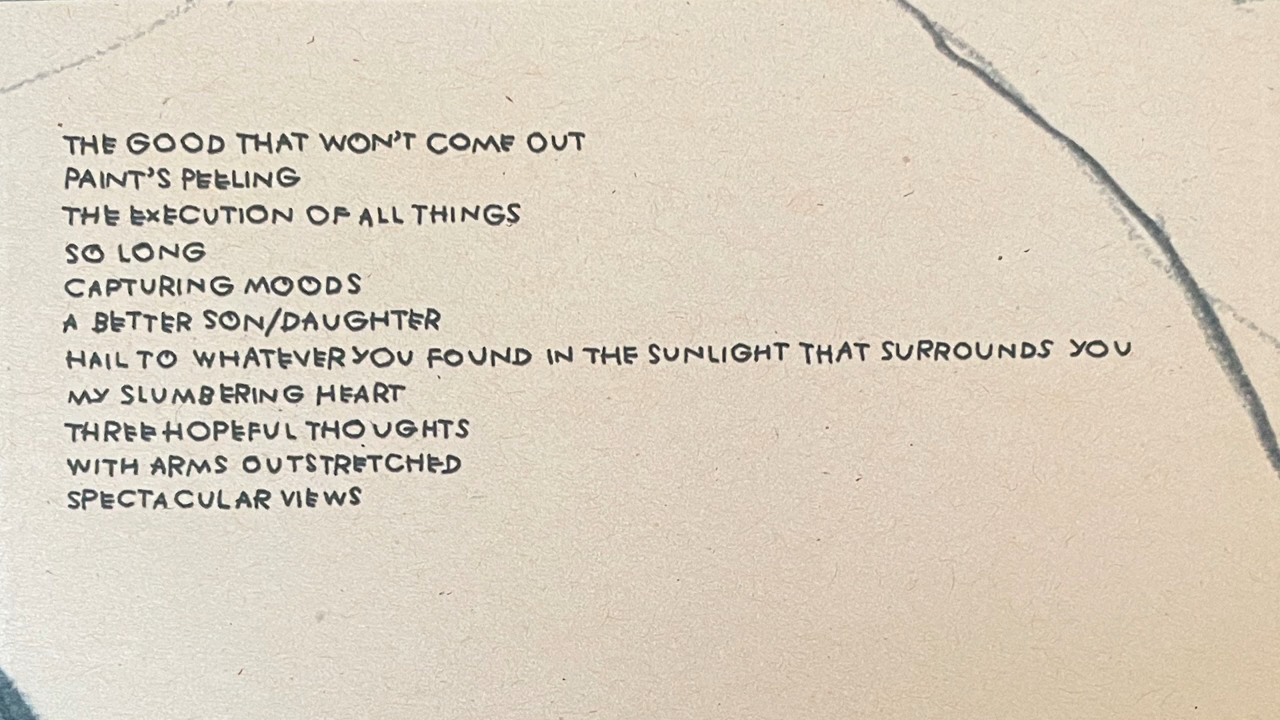 THE GOOD THAT WON'T COME OUT
PAINT'S PEELING
THE EXECUTION OF ALL THINGS
SO LONG
CAPTURING MOODS
A BETTER SON/DAUGHTER
HAIL TO WHATEVER YOU FOUND IN THE SUNLIGHT THAT SURROUNDS YOU
MY SLUMBERING HEART
THREE HOPEFUL THOUGHTS
WITH ARMS OUTSTRETCHED
SPECTACULAR VIEWS